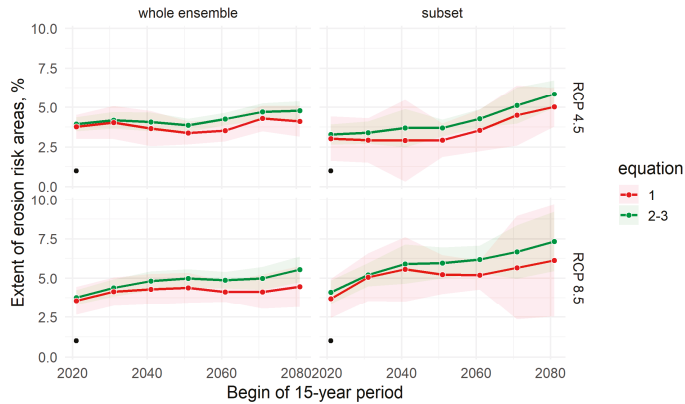 whole ensemble
subset
10.0
7.5
5.0
2.5
0.0
RCP 4.5
10.0
7.5
5.0
2.5
0.0
RCP 8.5
Extent of erosion risk areas, %
2020 2040 2060 2080 2020 2040 2060 2080
Begin of 15-year period
equation
1
2-3